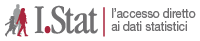 I.Stat
l'accesso diretto
ai dati statistici